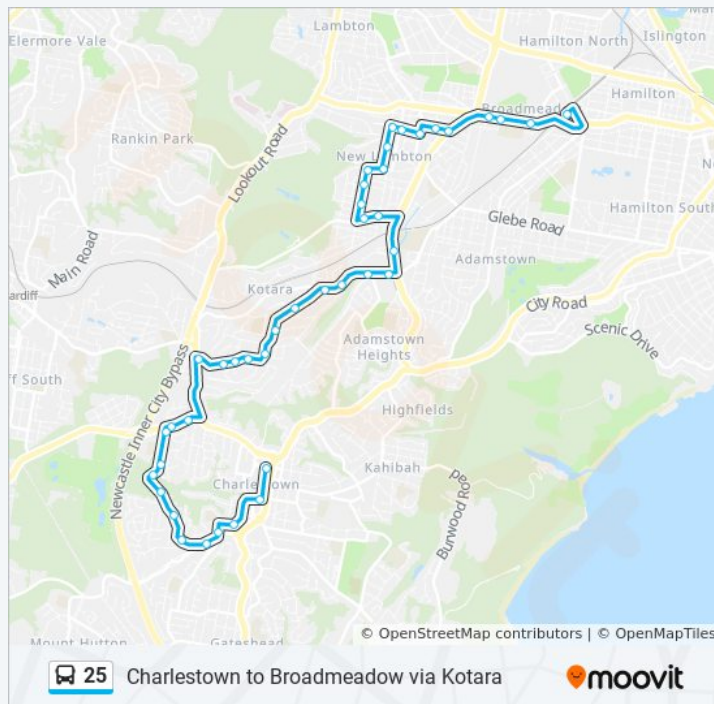 Lambton
Hamilton North
Islington
Elermore Vale
Hamilton
Rankin Park
Lookout Road
New Lambton
Glebe Road
Hamilton South
Main Road
Adamstown
Kotara
City Road
Scenic Drive
Adamstown
Heights
Newcastle Inner City Bypass
Highfields
Kahibah
Charlestown
Burwood Road
Mount Hutton
Gateshead
© OpenStreetMap contributors | © OpenMapTiles
25 Charlestown to Broadmeadow via Kotara
moovit